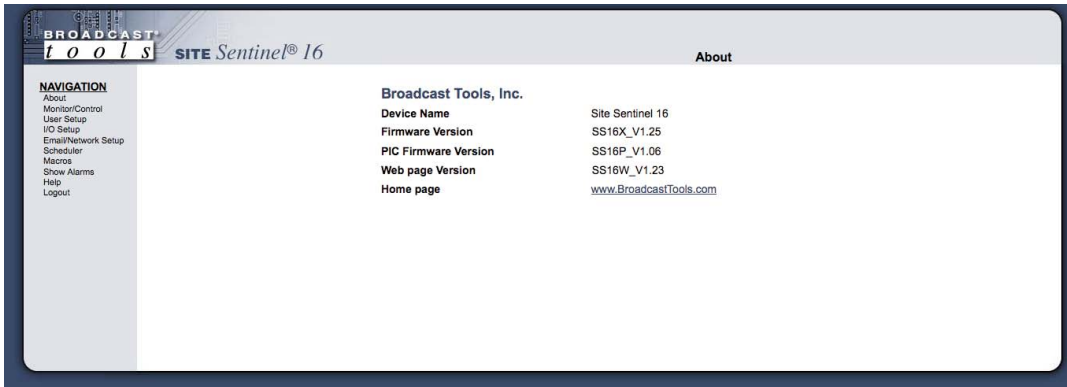 BROADCAST®
tools
SITE Sentinel® 16
About
NAVIGATION
About
Monitor/Control
User Setup
I/O Setup
Email/Network Setup
Scheduler
Macros
Show Alarms
Help
Logout
Broadcast Tools, Inc.
Device Name Site Sentinel 16
Firmware Version SS16X_V1.25
PIC Firmware Version SS16P_V1.06
Web page Version SS16W_V1.23
Home page www.BroadcastTools.com